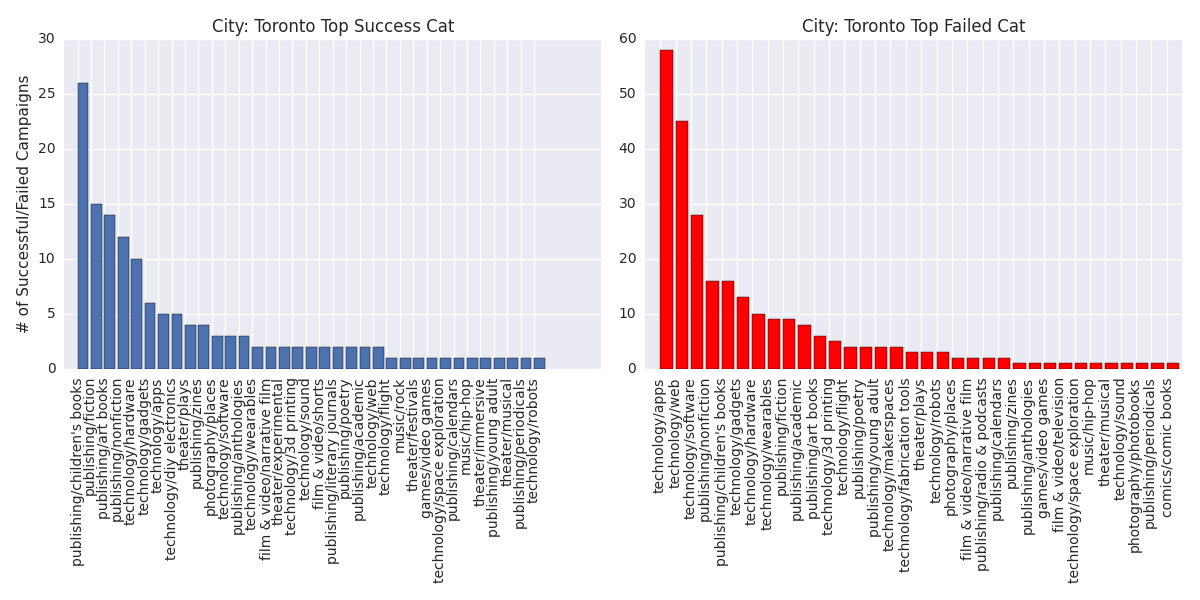 City: Toronto Top Success Cat
# of Successful/Failed Campaigns
30
25
20
15
10
5
0
publishing/children's books
publishing/fiction
publishing/art books
publishing/nonfiction
technology/hardware
technology/gadgets
technology/apps
technology/diy electronics
theater/plays
publishing/zines
photography/places
technology/software
publishing/anthologies
technology/wearables
film & video/narrative film
theater/experimental
technology/3d printing
technology/sound
film & video/shorts
publishing/literary journals
publishing/poetry
publishing/academic
technology/web
technology/flight
music/rock
theater/festivals
games/video games
technology/space exploration
publishing/calendars
music/hip-hop
theater/immersive
publishing/young adult
theater/musical
publishing/periodicals
technology/robots
City: Toronto Top Failed Cat
60
50
40
30
20
10
0
technology/apps
technology/web
technology/software
publishing/nonfiction
publishing/children's books
technology/gadgets
technology/hardware
technology/wearables
publishing/fiction
publishing/academic
publishing/art books
technology/3d printing
technology/flight
publishing/poetry
publishing/young adult
technology/makerspaces
technology/fabrication tools
theater/plays
technology/robots
photography/places
film & video/narrative film
publishing/radio & podcasts
publishing/calendars
publishing/zines
publishing/anthologies
games/video games
film & video/television
technology/space exploration
music/hip-hop
theater/musical
technology/sound
photography/photobooks
publishing/periodicals
comics/comic books